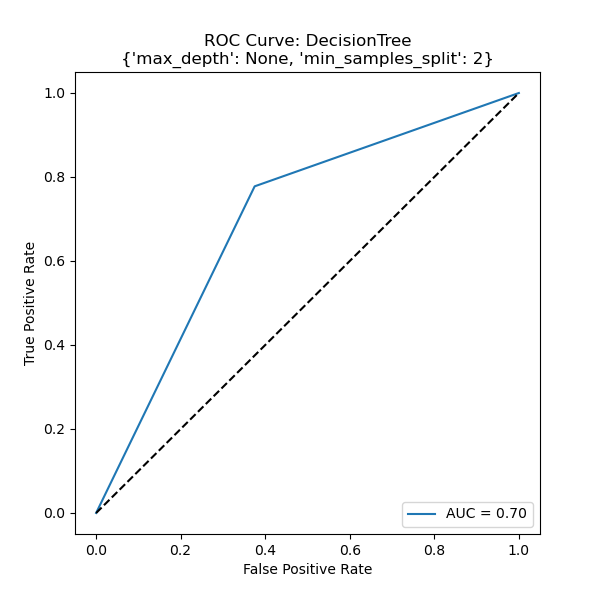 ROC Curve: DecisionTree
{'max_depth': None, 'min_samples_split': 2}
1.0
0.8
0.6
0.4
0.2
0.0
True Positive Rate
AUC = 0.70
0.0 0.2 0.4 0.6 0.8 1.0
False Positive Rate